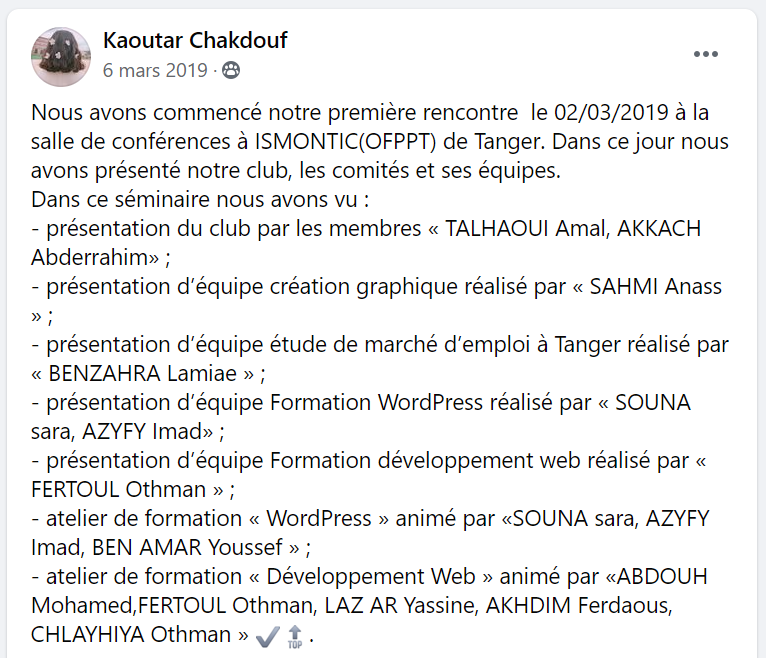 Kaoutar Chakdouf
6 mars 2019 ·
Nous avons commencé notre première rencontre  le 02/03/2019 à la
salle de conférences à ISMONTIC(OFPPT) de Tanger. Dans ce jour nous
avons présenté notre club, les comités et ses équipes.
Dans ce séminaire nous avons vu :
- présentation du club par les membres « TALHAOUI Amal, AKKACH
Abderrahim» ;
- présentation d’équipe création graphique réalisé par « SAHMI Anass
» ;
- présentation d’équipe étude de marché d’emploi à Tanger réalisé par
« BENZAHRA Lamiae » ;
- présentation d’équipe Formation WordPress réalisé par « SOUNA
sara, AZYFY Imad» ;
- présentation d’équipe Formation développement web réalisé par «
FERTOUL Othman » ;
- atelier de formation « WordPress » animé par «SOUNA sara, AZYFY
Imad, BEN AMAR Youssef » ;
- atelier de formation « Développement Web » animé par «ABDOUH
Mohamed,FERTOUL Othman, LAZ AR Yassine, AKHDIM Ferdaous,
CHLAYHIYA Othman » ✔️🔝 .